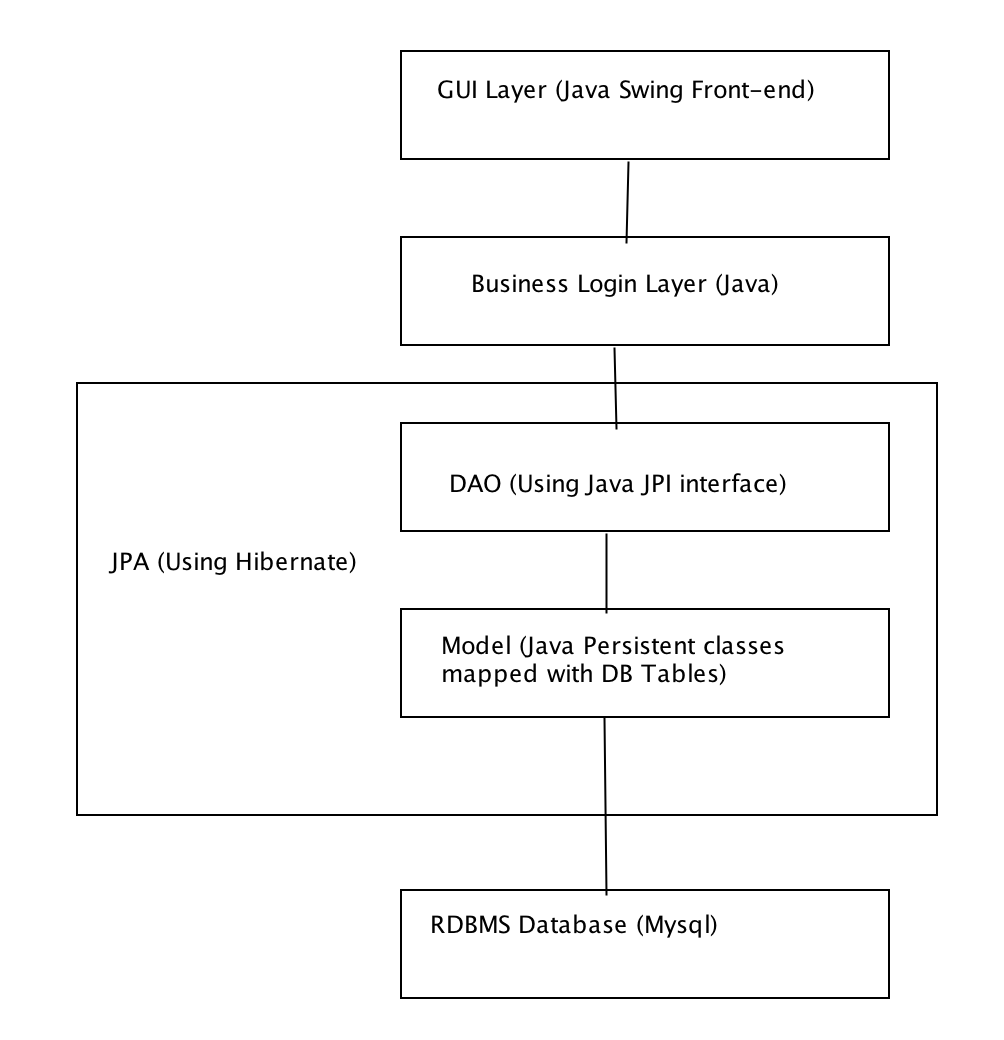 GUI Layer (Java Swing Front-end)
Business Login Layer (Java)
DAO (Using Java JPI interface)
JPA (Using Hibernate)
Model (Java Persistent classes
mapped with DB Tables)
RDBMS Database (Mysql)